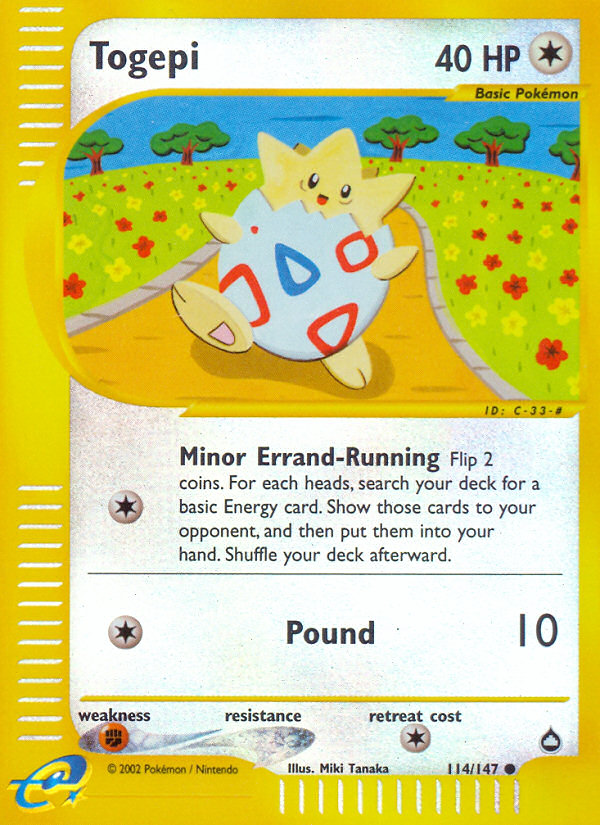 Togepi
40 HP
Basic Pokémon
ID: C-33-#
Minor Errand-Running Flip 2
coins. For each heads, search your deck for a
basic Energy card. Show those cards to your
opponent, and then put them into your
hand. Shuffle your deck afterward.
Pound 10
weakness resistance retreat cost
© 2002 Pokémon / Nintendo Illus. Miki Tanaka 114/147